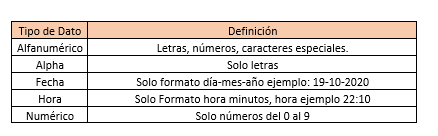 Tipo de Dato Definición
Alfanumérico Letras, números, caracteres especiales.
Alpha Solo letras
Fecha Solo formato día-mes-año ejemplo: 19-10-2020
Hora Solo Formato hora minutos, hora ejemplo 22:10
Numérico Solo números del 0 al 9